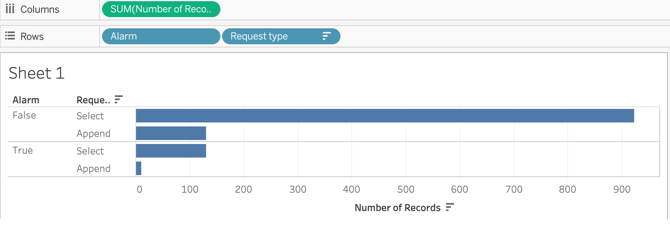 Columns SUM(Number of Reco..
Rows Alarm Request type
Sheet 1
Alarm Reque..
False Select
Append
True Select
Append
0 100 200 300 400 500 600 700 800 900
Number of Records